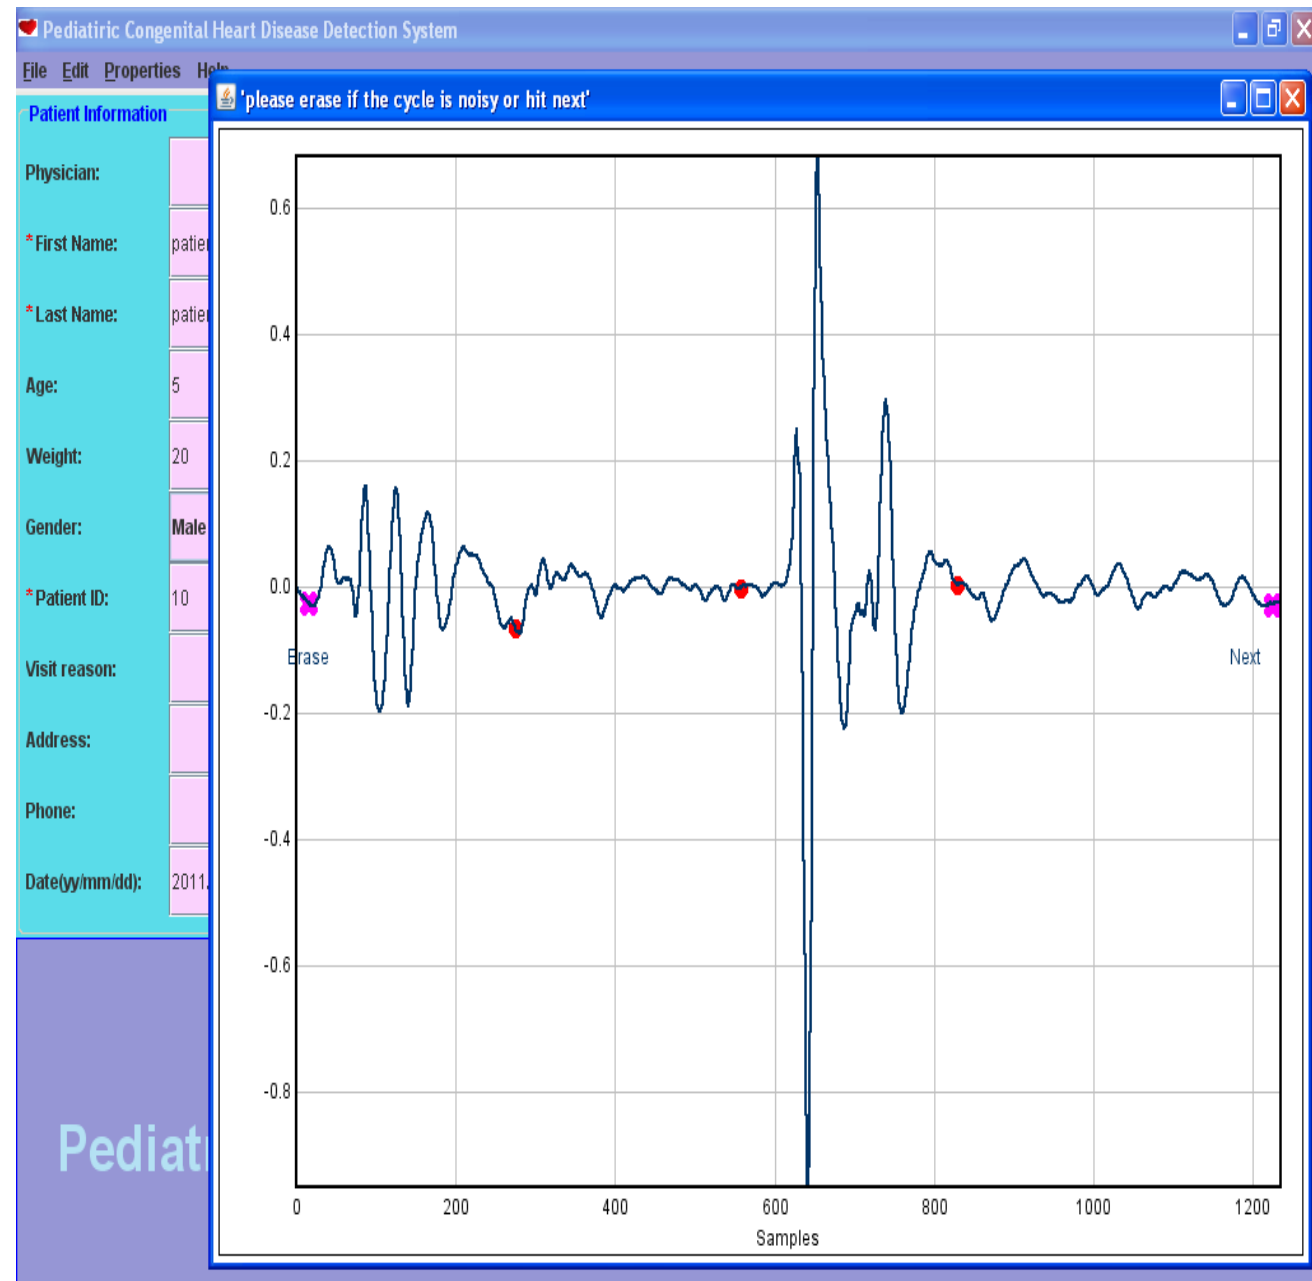 Pediatiric Congenital Heart Disease Detection System
File Edit Properties
'please erase if the cycle is noisy or hit next'
Patient Information
Physician:
*First Name:
*Last Name:
Age: 5
Weight: 20
Gender: Male
*Patient ID: 10
Visit reason:
Address:
Phone:
Date(yy/mm/dd): 2011.
0.6
0.4
0.2
0.0
-0.2
-0.4
-0.6
-0.8
Erase
Next
0 200 400 600 800 1000 1200
Samples